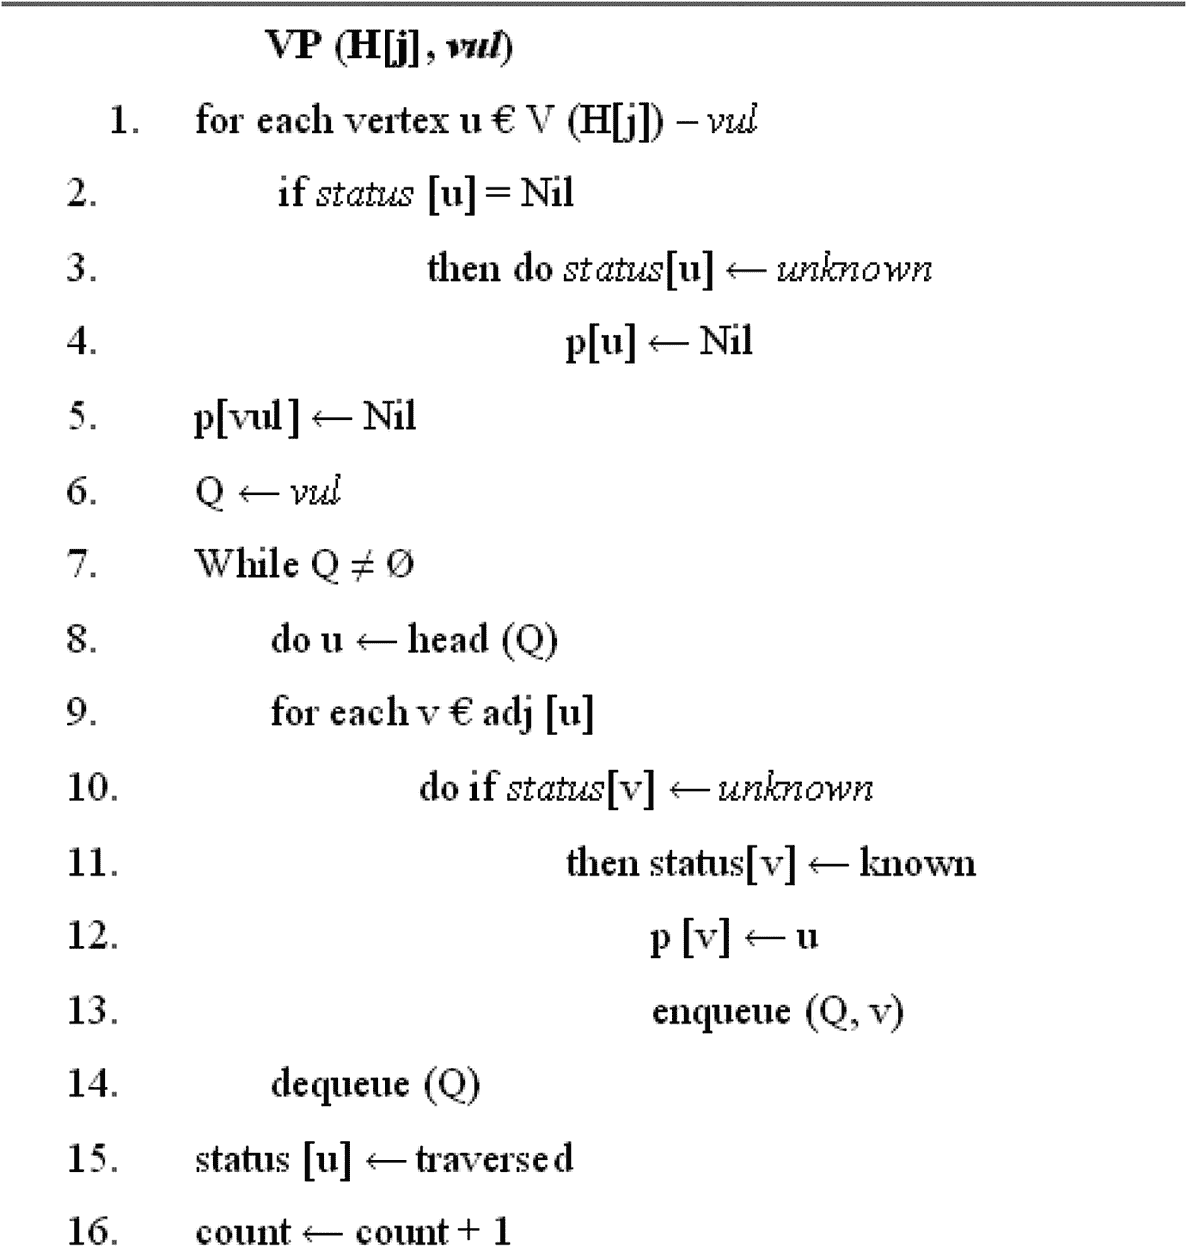 VP (H[j], vul)
1. for each vertex u € V (H[j]) – vul
2. if status [u] = Nil
3. then do status[u] ← unknown
4. p[u] ← Nil
5. p[vul] ← Nil
6. Q ← vul
7. While Q ≠ Ø
8. do u ← head (Q)
9. for each v € adj [u]
10. do if status[v] ← unknown
11. then status[v] ← known
12. p [v] ← u
13. enqueue (Q, v)
14. dequeue (Q)
15. status [u] ← traversed
16. count ← count + 1